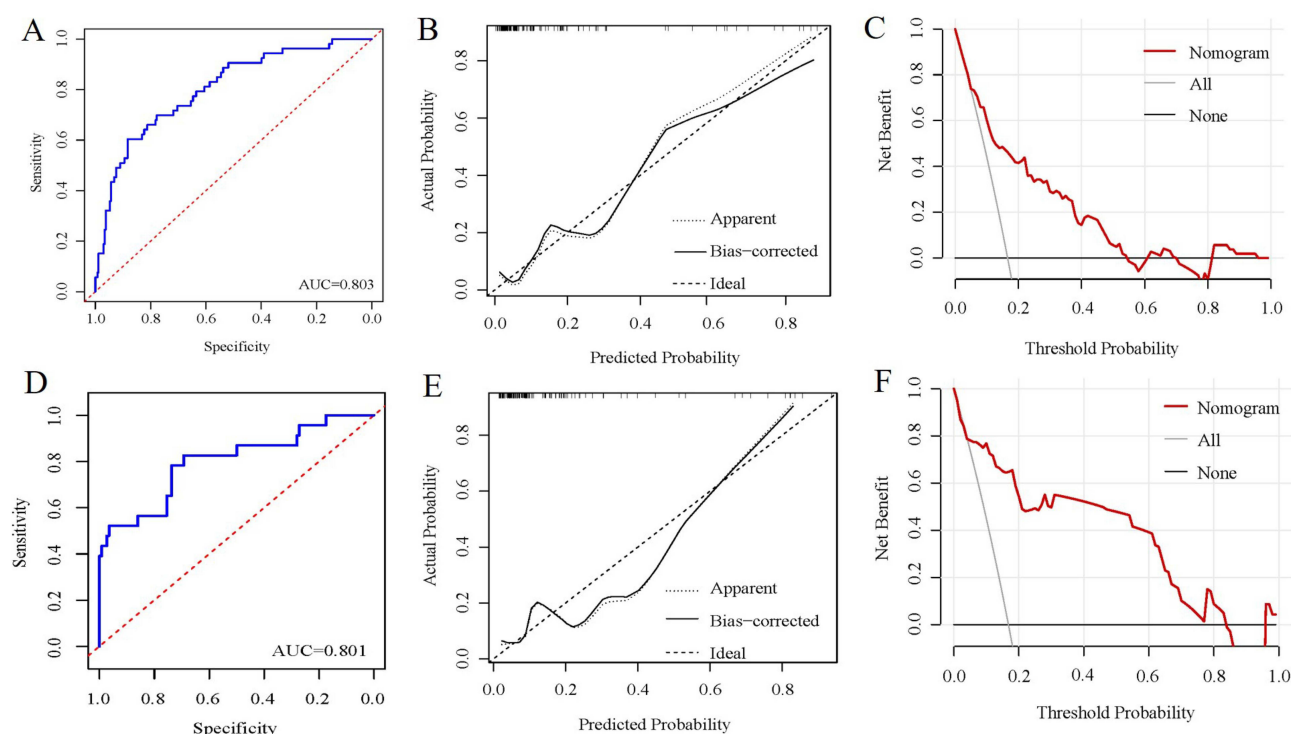 A
1.0
0.8
0.6
0.4
0.2
0.0
Sensitivity
AUC=0.803
1.0 0.8 0.6 0.4 0.2 0.0
Specificity
B
0.8
0.6
0.4
0.2
0.0
Actual Probability
Apparent
Bias-corrected
Ideal
0.0 0.2 0.4 0.6 0.8
Predicted Probability
C
1.0
0.8
0.6
0.4
0.2
0.0
Net Benefit
Nomogram
All
None
0.0 0.2 0.4 0.6 0.8 1.0
Threshold Probability
D
1.0
0.8
0.6
0.4
0.2
0.0
Sensitivity
AUC=0.801
1.0 0.8 0.6 0.4 0.2 0.0
Specificity
E
0.8
0.6
0.4
0.2
0.0
Actual Probability
Apparent
Bias-corrected
Ideal
0.0 0.2 0.4 0.6 0.8
Predicted Probability
F
1.0
0.8
0.6
0.4
0.2
0.0
Net Benefit
Nomogram
All
None
0.0 0.2 0.4 0.6 0.8 1.0
Threshold Probability